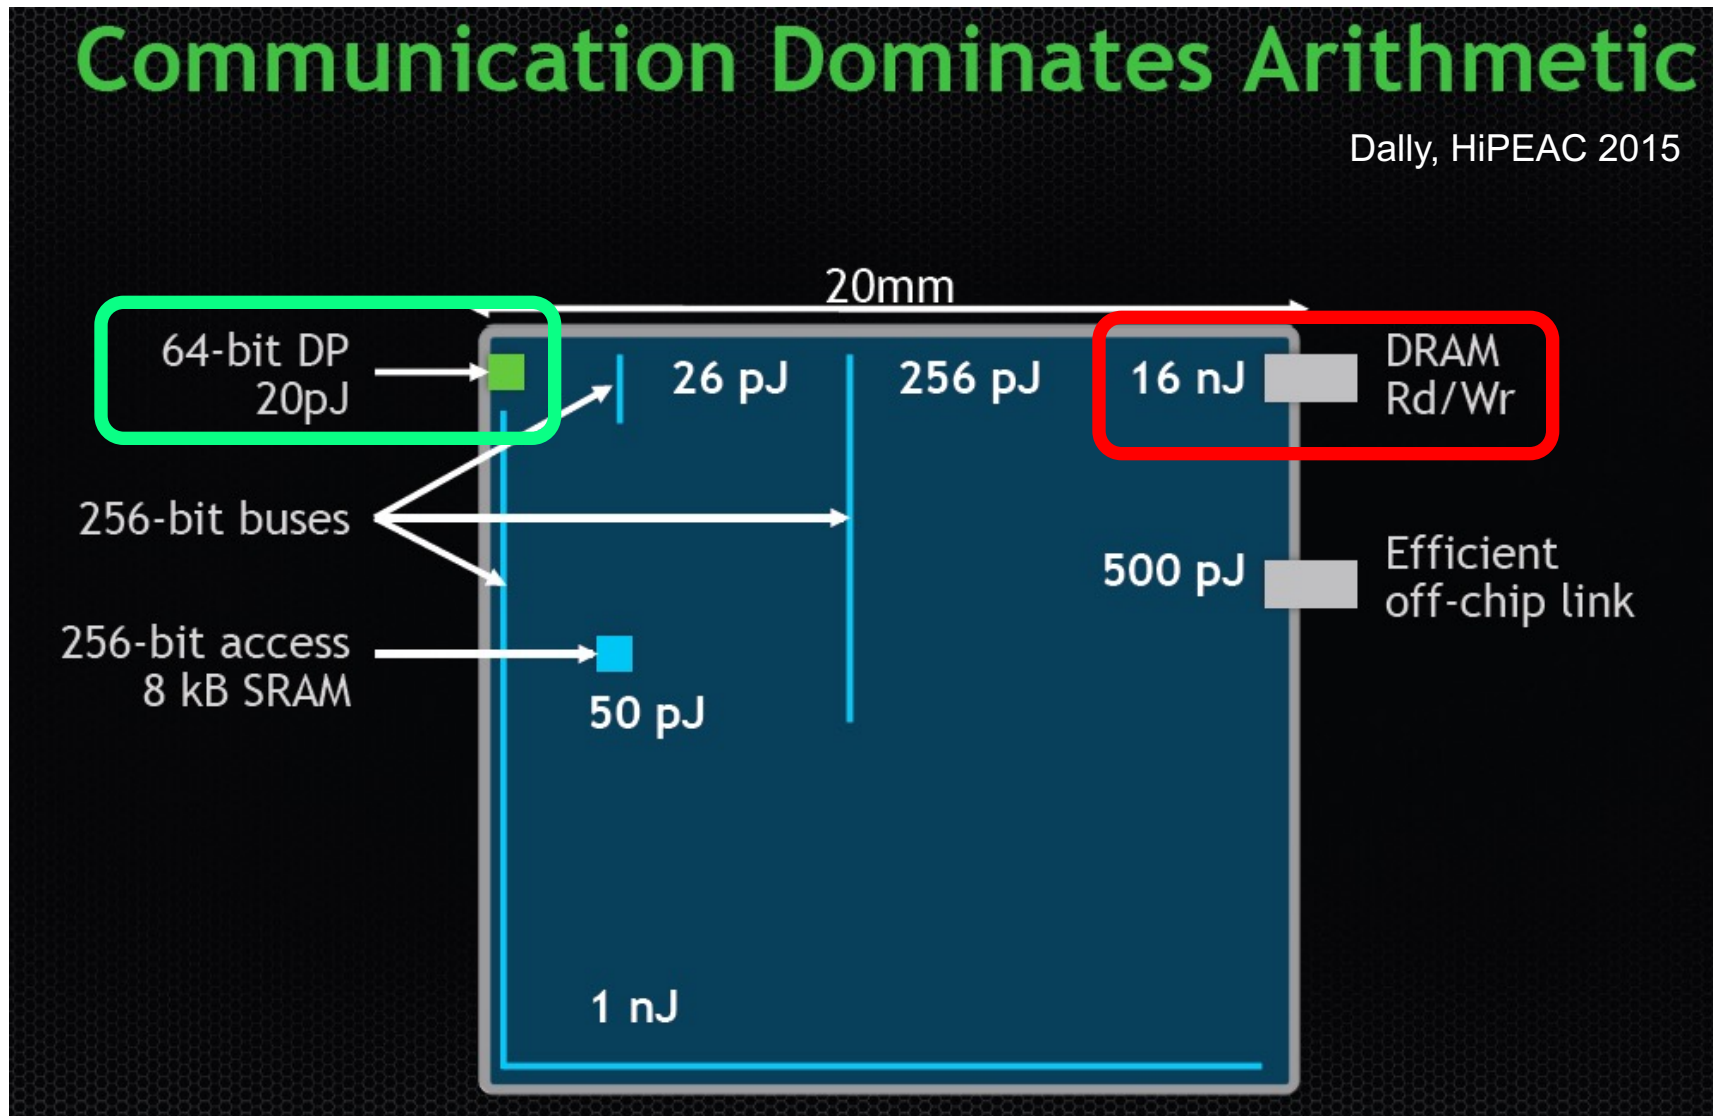 Communication Dominates Arithmetic
Dally, HiPEAC 2015
20mm
64-bit DP
20pJ
26 pJ
256 pJ
16 nJ
DRAM
Rd/Wr
256-bit buses
500 pJ
Efficient
off-chip link
256-bit access
8 kB SRAM
50 pJ
1 nJ